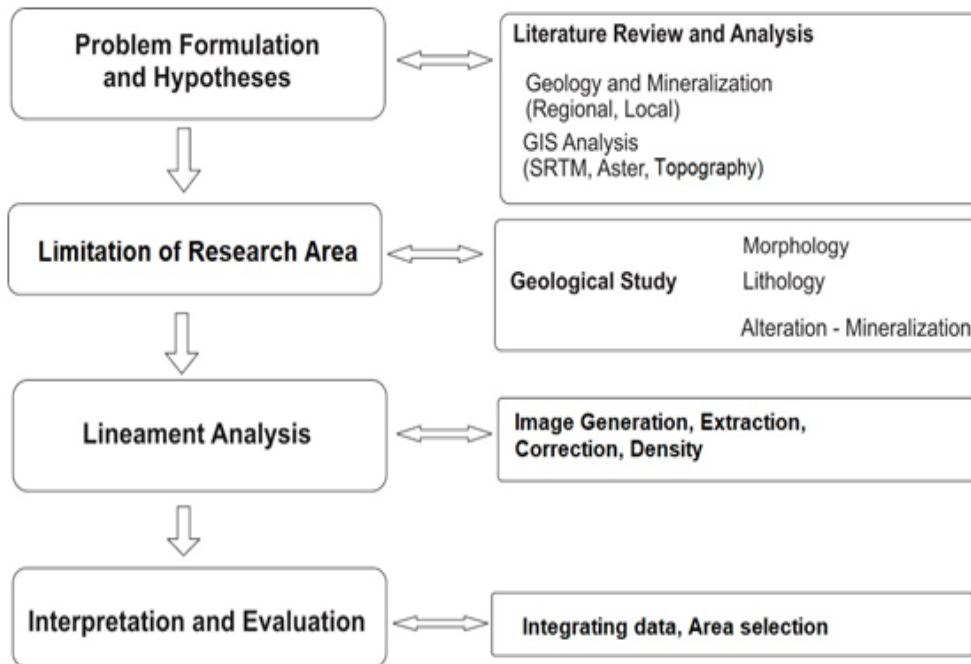 Problem Formulation
and Hypotheses
Literature Review and Analysis
Geology and Mineralization
(Regional, Local)
GIS Analysis
(SRTM, Aster, Topography)
Limitation of Research Area
Geological Study
Morphology
Lithology
Alteration - Mineralization
Lineament Analysis
Image Generation, Extraction,
Correction, Density
Interpretation and Evaluation
Integrating data, Area selection